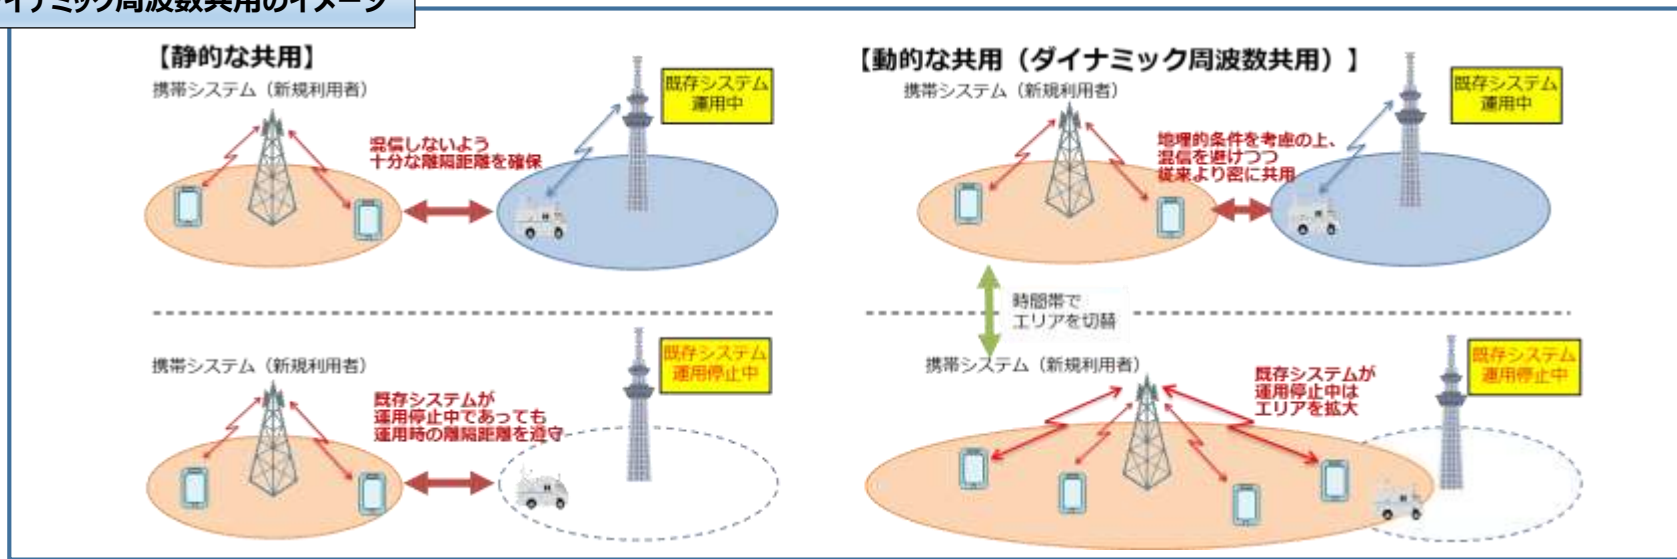 イナミック周波数共用のイメージ
【静的な共用】
携帯システム（新規利用者）
既存システム
運用中
混信しないよう
十分な離隔距離を確保
携帯システム（新規利用者）
既存システム
運用停止中
既存システムが
運用停止中であっても
運用時の離隔距離を遵守
【動的な共用（ダイナミック周波数共用）】
携帯システム（新規利用者）
既存システム
運用中
地理的条件を考慮の上、
混信を避けつつ
従来より密に共用
時間帯で
エリアを切替
携帯システム（新規利用者）
既存システム
運用停止中
既存システムが
運用停止中は
エリアを拡大